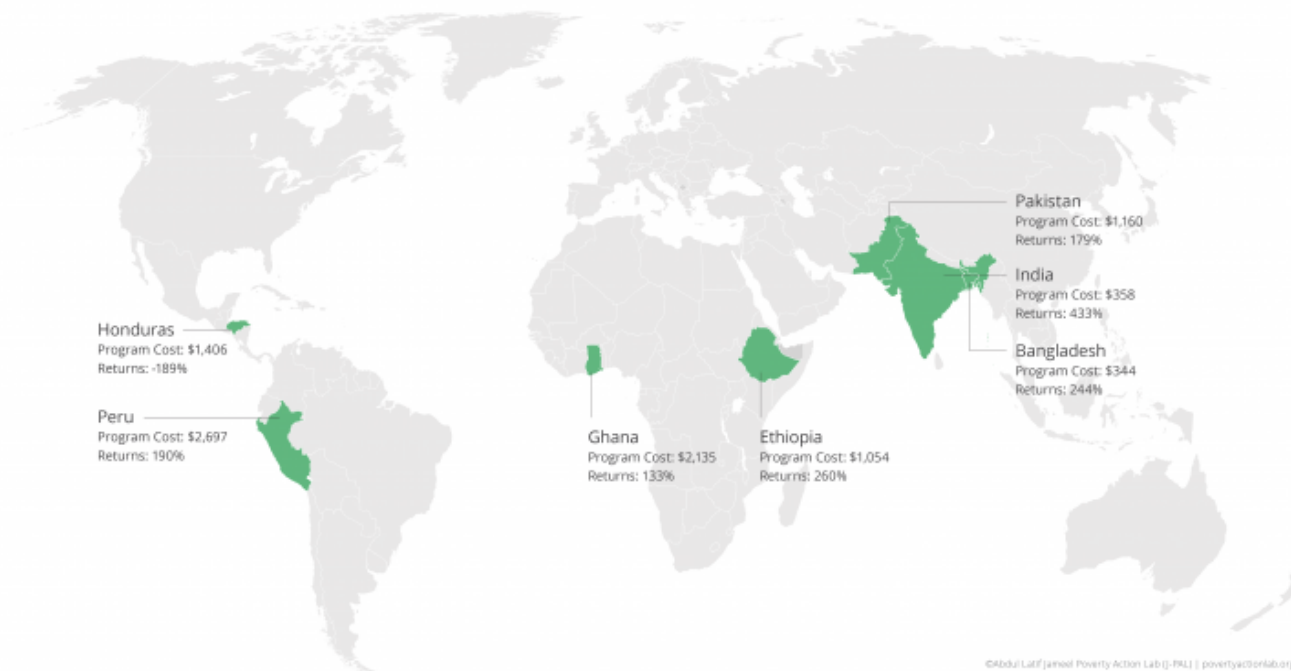 Pakistan
Program Cost: $1,160
Returns: 179%
India
Program Cost: $358
Returns: 433%
Bangladesh
Program Cost: $344
Returns: 244%
Honduras
Program Cost: $1,406
Returns: -189%
Peru
Program Cost: $2,697
Returns: 190%
Ghana
Program Cost: $2,135
Returns: 133%
Ethiopia
Program Cost: $1,054
Returns: 260%
©Abdul Latif Jameel Poverty Action Lab (J-PAL) | povertyactionlab.or